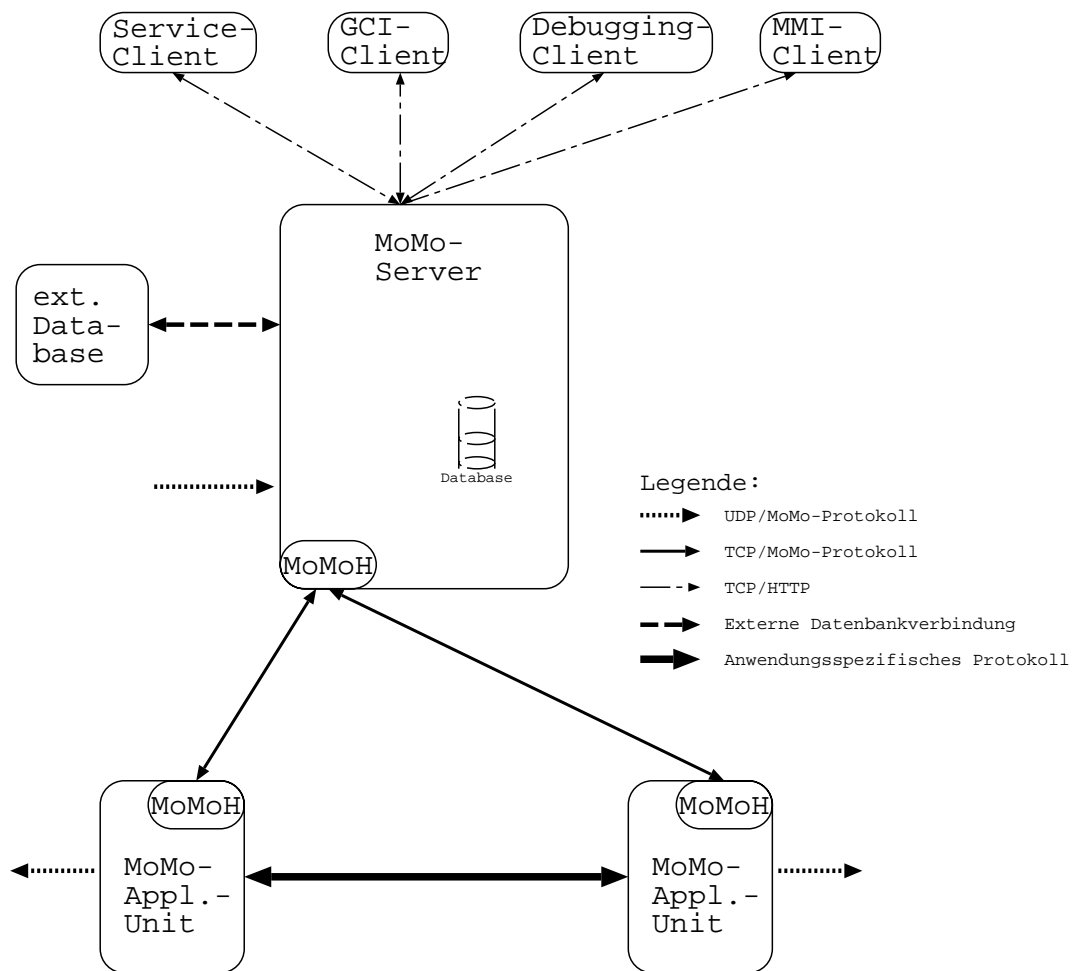 Service-
Client
GCI-
Client
Debugging-
Client
MMI-
Client
MoMo-
Server
ext.
Data-
base
Database
Legende:
UDP/MoMo-Protokoll
TCP/MoMo-Protokoll
TCP/HTTP
Externe Datenbankverbindung
Anwendungsspezifisches Protokoll
MoMoH
MoMoH
MoMo-
Appl.-
Unit
MoMoH
MoMo-
Appl.-
Unit